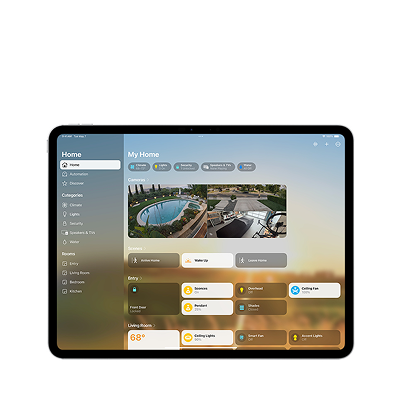 Home
Home
Automation
Discover
Categories
Climate
Lights
Security
Speakers & TVs
Water
Rooms
Entry
Living Room
Bedroom
Kitchen
My Home
Climate
Lights
Security
Speakers & TVs
Water
Cameras
Scenes
Arrive Home
Wake Up
Leave Home
Entry
Front Door
Locked
Sconces
On
Overhead
Off
Ceiling Fan
Pendant
Shades
Closed
Living Room
68°
Ceiling Lights
Smart Fan
Off
Accent Lights
Off